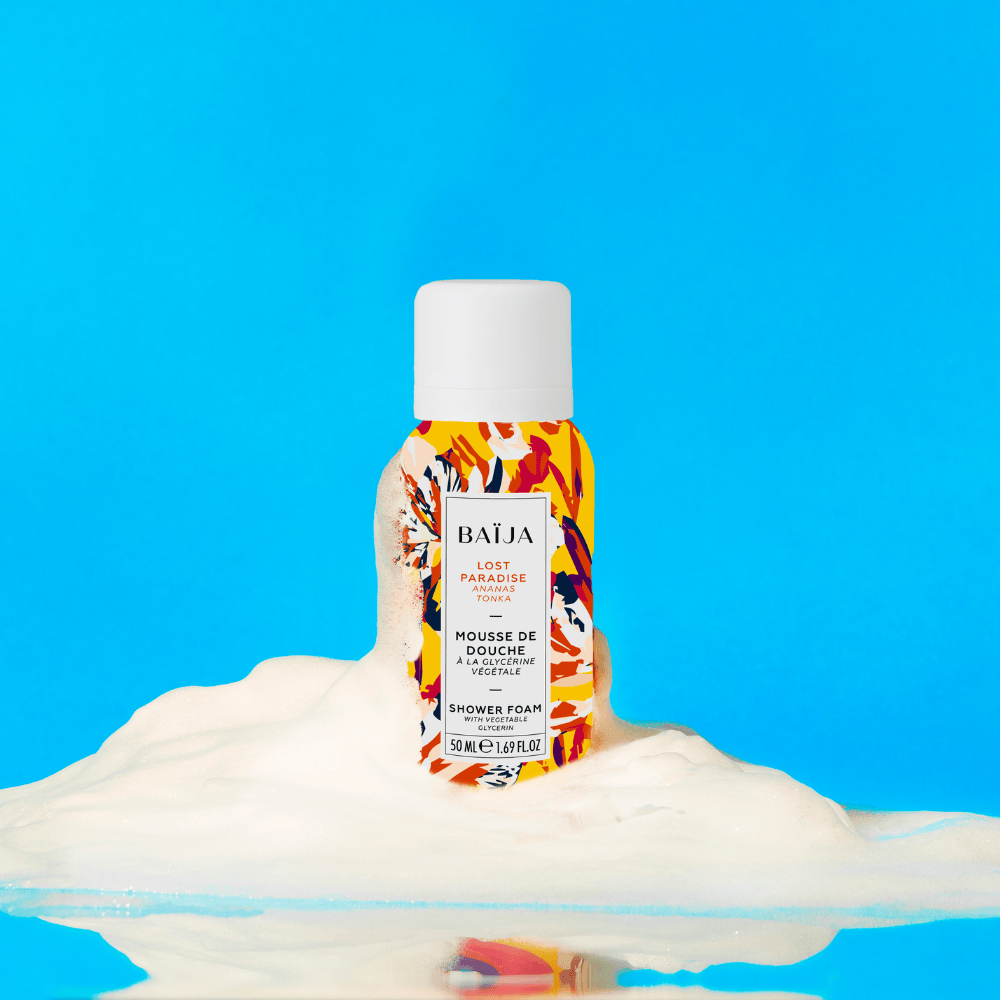 BAÏJA
LOST
PARADISE
ANANAS
TONKA
—
MOUSSE DE
DOUCHE
À LA GLYCÉRINE
VÉGÉTALE
—
SHOWER FOAM
WITH VEGETABLE
GLYCERIN
50 ML ℮ 1.69 FL.OZ